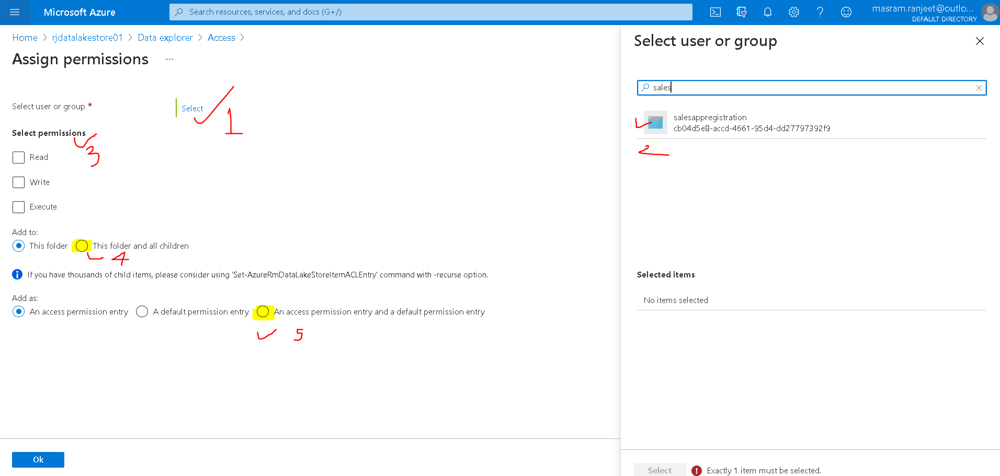 Microsoft Azure
Search resources, services, and docs (G+/)
masram.ranjeet@outlo...
DEFAULT DIRECTORY
Home > rjdatalakestore01 > Data explorer > Access >
Assign permissions ...
Select user or group *
Select
1
Select permissions
3
Read
Write
Execute
Add to:
This folder
This folder and all children
4
If you have thousands of child items, please consider using 'Set-AzureRmDataLakeStoreItemACLEntry' command with -recurse option.
Add as:
An access permission entry
A default permission entry
An access permission entry and a default permission entry
5
Ok
Select user or group
sales
salesappregistration
cb04d5e8-accd-4661-95d4-dd27797392f9
2
Selected items
No items selected
Select
Exactly 1 item must be selected.